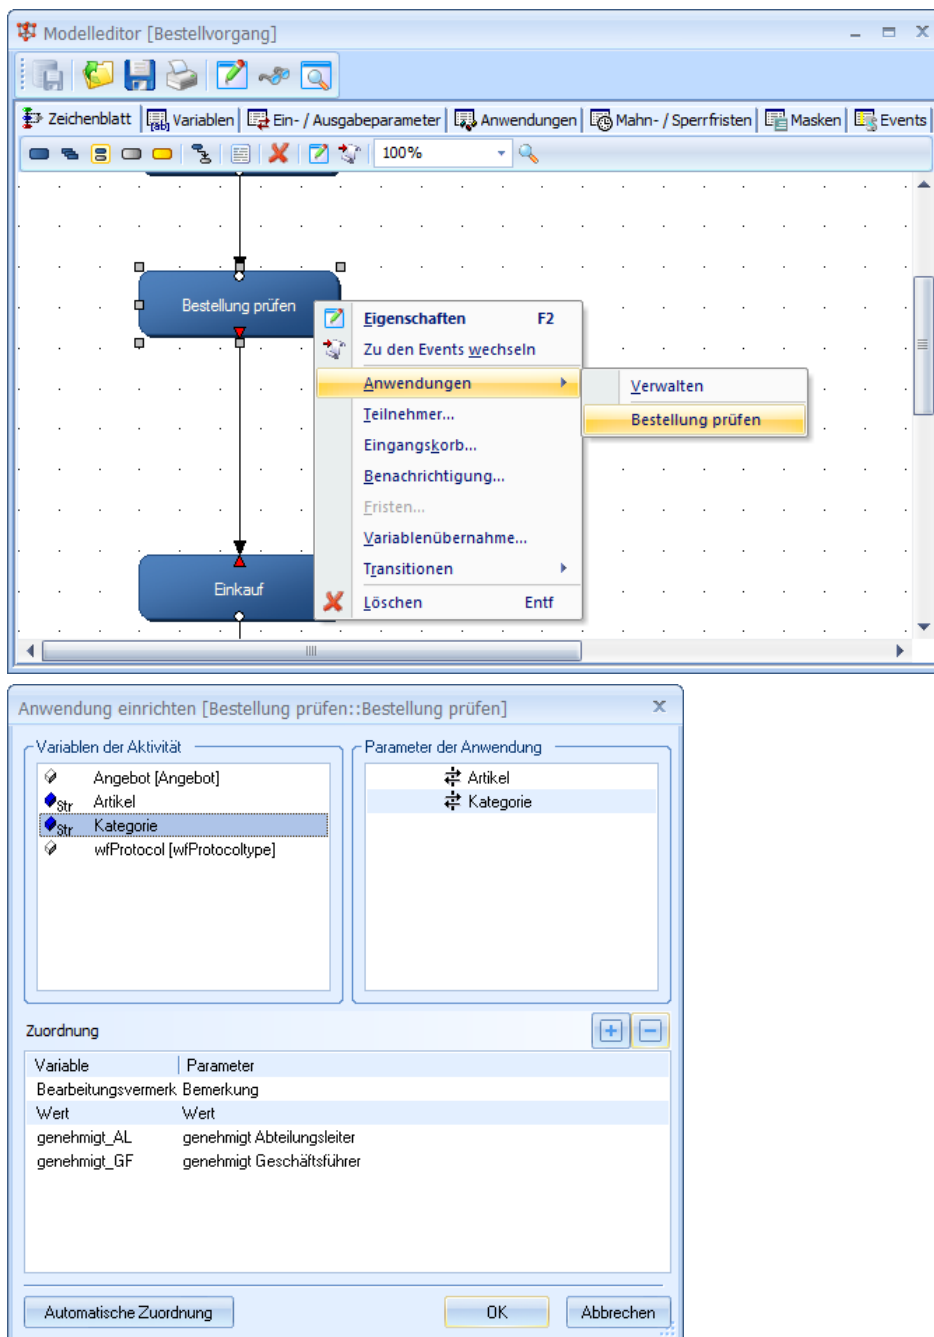 Modelleditor [Bestellvorgang]
Zeichenblatt Variablen Ein- / Ausgabeparameter Anwendungen Mahn- / Sperrfristen Masken Events
100%
Bestellung prüfen
Eigenschaften F2
Zu den Events wechseln
Anwendungen
Verwalten
Teilnehmer...
Bestellung prüfen
Eingangskorb...
Benachrichtigung...
Fristen...
Variablenübernahme...
Transitionen
Einkauf
Löschen Entf
Anwendung einrichten [Bestellung prüfen::Bestellung prüfen]
Variablen der Aktivität
Angebot [Angebot]
Str Artikel
Str Kategorie
wfProtocol [wfProtocoltype]
Parameter der Anwendung
Artikel
Kategorie
Zuordnung
Variable Parameter
Bearbeitungsvermerk Bemerkung
Wert Wert
genehmigt_AL genehmigt Abteilungsleiter
genehmigt_GF genehmigt Geschäftsführer
Automatische Zuordnung OK Abbrechen